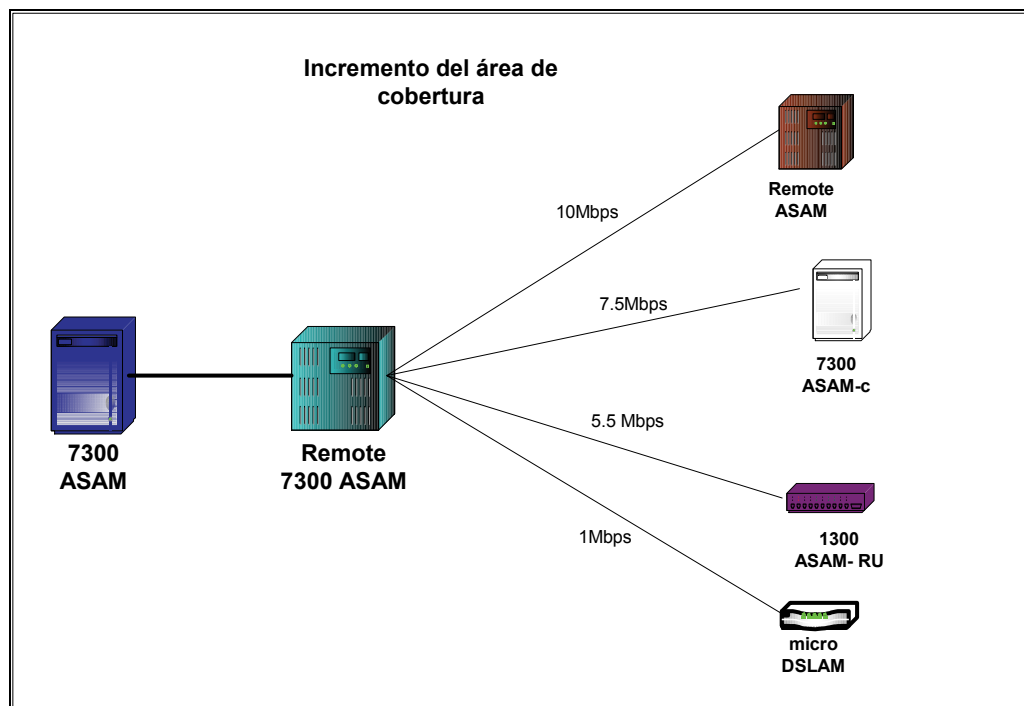 Incremento del área de
cobertura
10Mbps
Remote
ASAM
7.5Mbps
7300
ASAM-c
7300
ASAM
Remote
7300 ASAM
5.5 Mbps
1300
ASAM- RU
1Mbps
micro
DSLAM